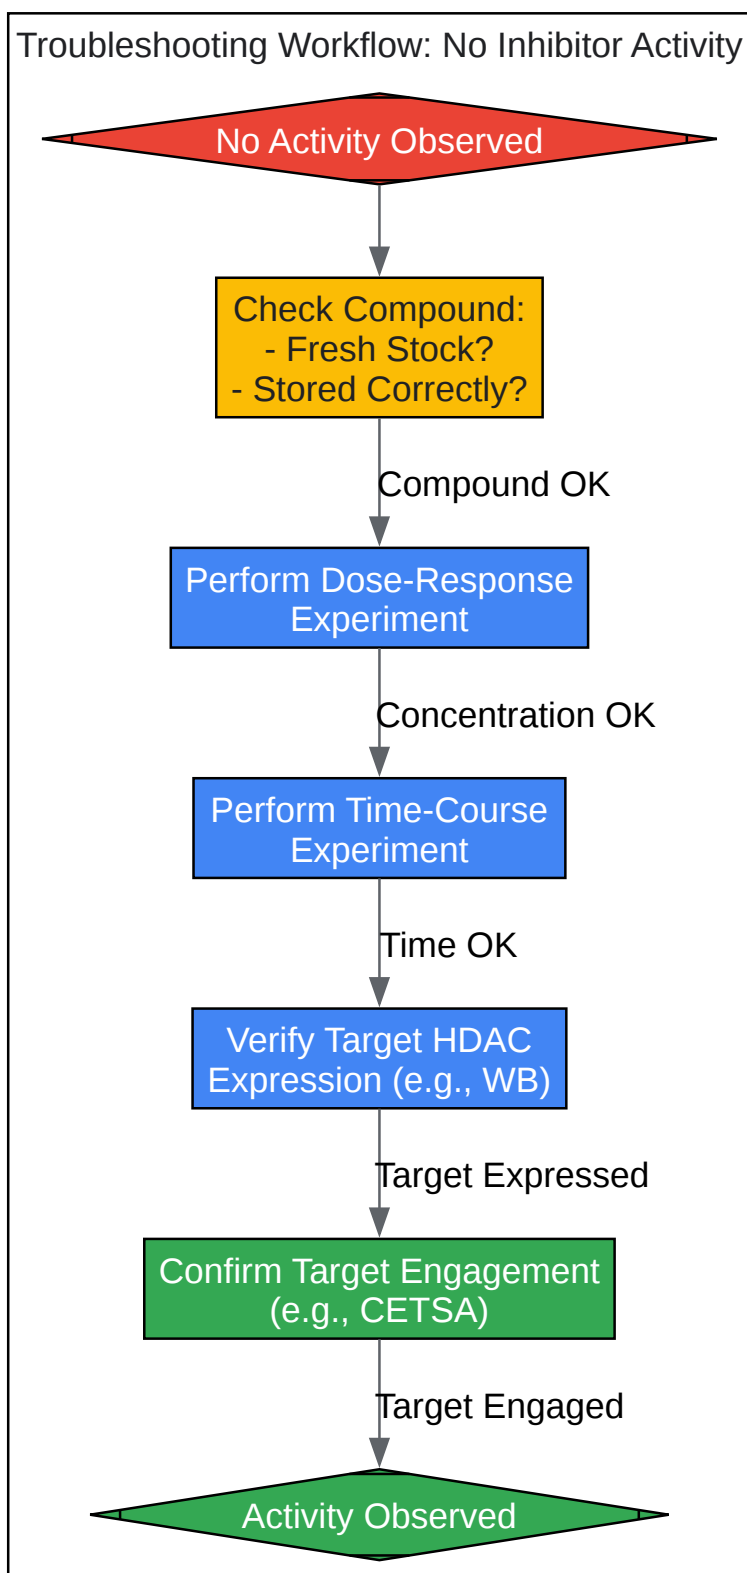 Troubleshooting Workflow: No Inhibitor Activity
No Activity Observed
Check Compound:
- Fresh Stock?
- Stored Correctly?
Compound OK
Perform Dose-Response
Experiment
Concentration OK
Perform Time-Course
Experiment
Time OK
Verify Target HDAC
Expression (e.g., WB)
Target Expressed
Confirm Target Engagement
(e.g., CETSA)
Target Engaged
Activity Observed